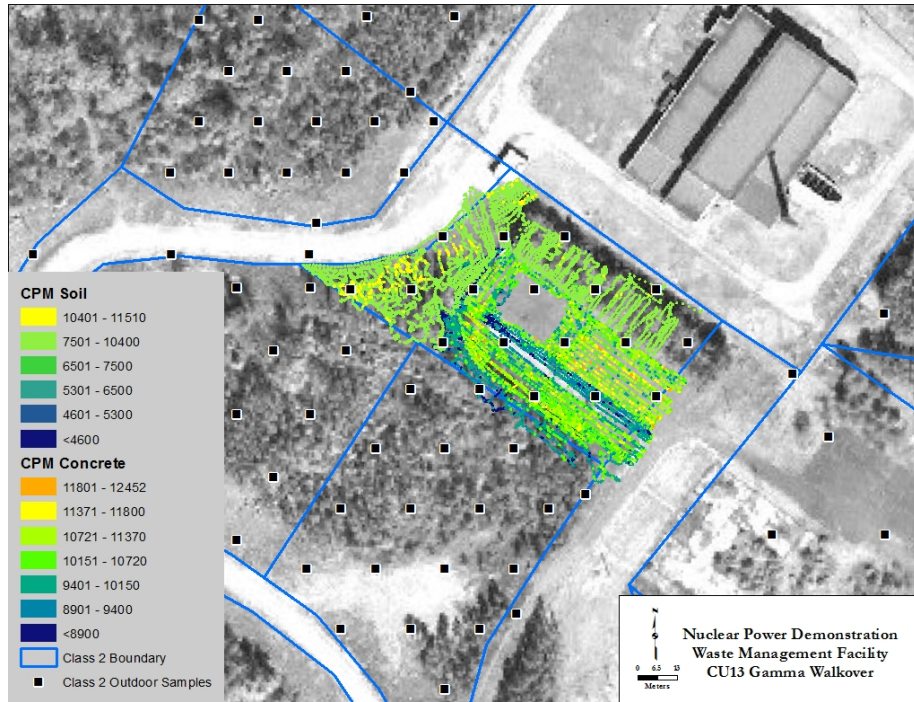 CPM Soil
10401 - 11510
7501 - 10400
6501 - 7500
5301 - 6500
4601 - 5300
<4600
CPM Concrete
11801 - 12452
11371 - 11800
10721 - 11370
10151 - 10720
9401 - 10150
8901 - 9400
<8900
Class 2 Boundary
Class 2 Outdoor Samples
N
0 6.5 13
Meters
Nuclear Power Demonstration
Waste Management Facility
CU13 Gamma Walkover